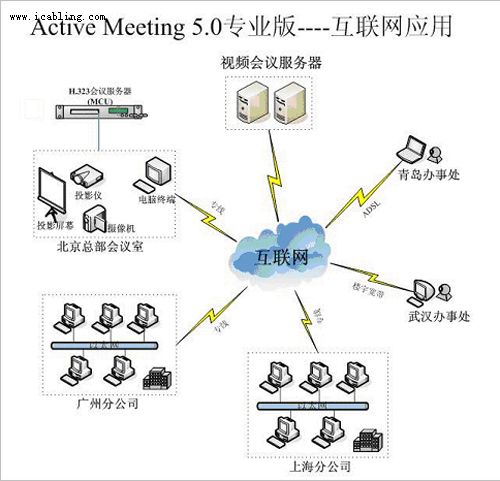 www.icabling.com
Active Meeting 5.0专业版----互联网应用
视频会议服务器
H.323会议服务器
(MCU)
投影仪
电脑终端
投影屏幕
摄像机
北京总部会议室
专线
青岛办事处
ADSL
互联网
楼宇宽带
武汉办事处
专线
专线
以太网
广州分公司
以太网
上海分公司